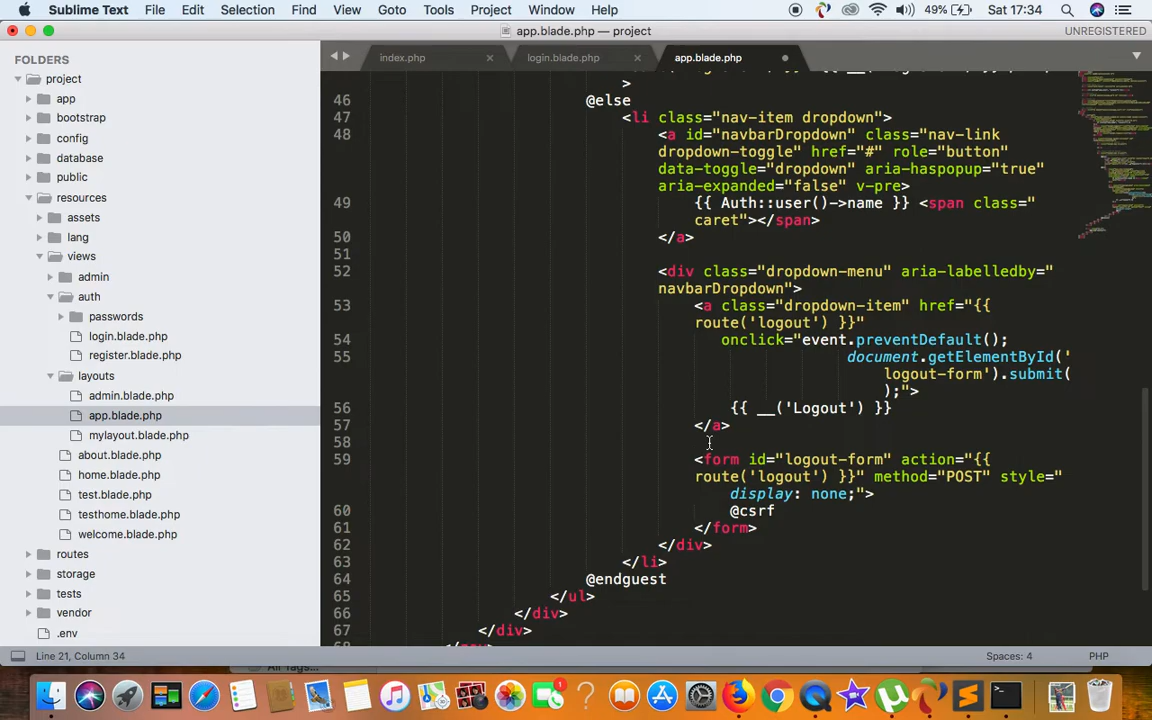 Sublime Text File Edit Selection Find View Goto Tools Project Window Help 49% Sat 17:34
app.blade.php — project UNREGISTERED
FOLDERS
project
app
bootstrap
config
database
public
resources
assets
lang
views
admin
auth
passwords
login.blade.php
register.blade.php
layouts
admin.blade.php
app.blade.php
mylayout.blade.php
about.blade.php
home.blade.php
test.blade.php
testhome.blade.php
welcome.blade.php
routes
storage
tests
vendor
.env
index.php × login.blade.php × app.blade.php
>
46 @else
47 <li class="nav-item dropdown">
48 <a id="navbarDropdown" class="nav-link
dropdown-toggle" href="#" role="button"
data-toggle="dropdown" aria-haspopup="true"
aria-expanded="false" v-pre>
49 {{ Auth::user()->name }} <span class="
caret"></span>
50 </a>
51
52 <div class="dropdown-menu" aria-labelledby="
navbarDropdown">
53 <a class="dropdown-item" href="{{
route('logout') }}"
54 onclick="event.preventDefault();
55 document.getElementById('
logout-form').submit(
);">
56 {{ __('Logout') }}
57 </a>
58
59 <form id="logout-form" action="{{
route('logout') }}" method="POST" style="
display: none;">
60 @csrf
61 </form>
62 </div>
63 </li>
64 @endguest
65 </ul>
66 </div>
67 </div>
Line 21, Column 34 Spaces: 4 PHP
All Tags...
1